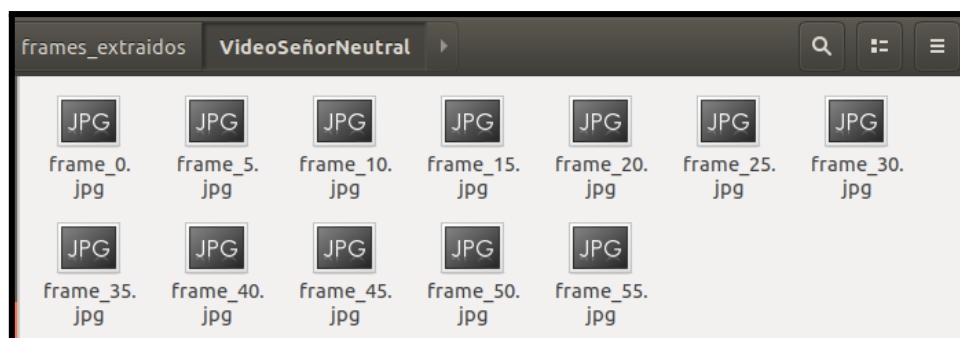 frames_extraidos VideoSeñorNeutral
JPG JPG JPG JPG JPG JPG JPG
frame_0. frame_5. frame_10. frame_15. frame_20. frame_25. frame_30.
jpg jpg jpg jpg jpg jpg jpg
JPG JPG JPG JPG JPG
frame_35. frame_40. frame_45. frame_50. frame_55.
jpg jpg jpg jpg jpg